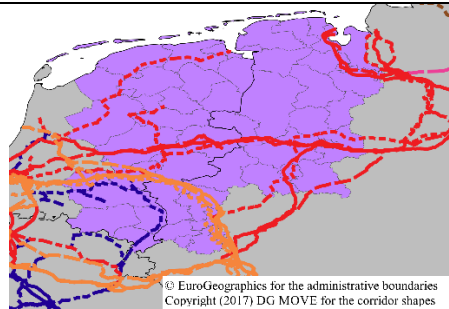 © EuroGeographics for the administrative boundaries
Copyright (2017) DG MOVE for the corridor shapes